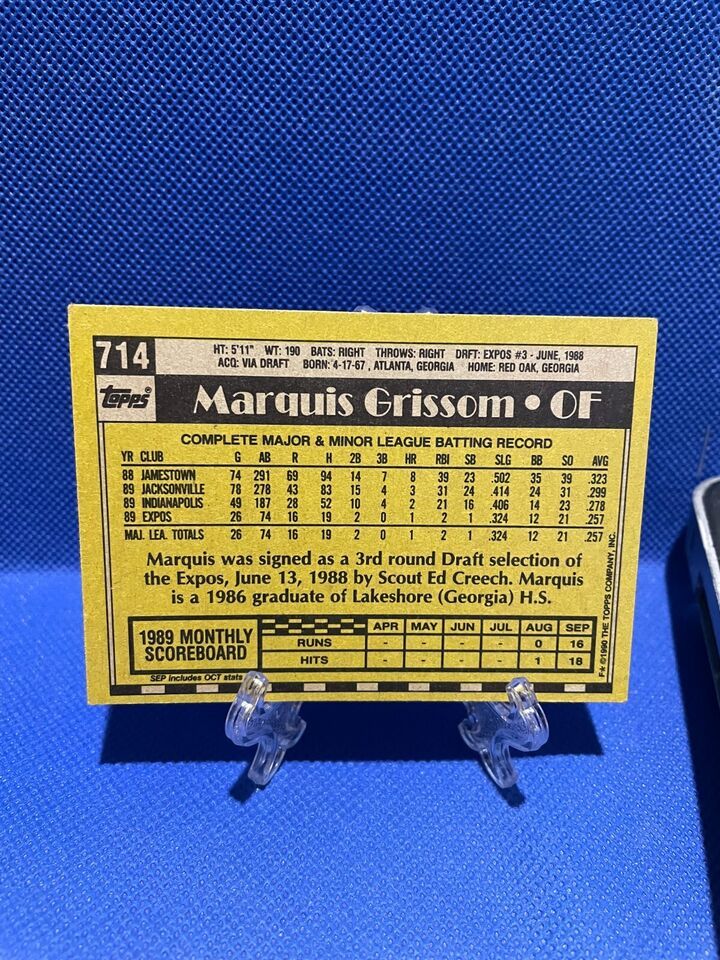 714
HT: 5'11" WT: 190 BATS: RIGHT THROWS: RIGHT DRFT: EXPOS #3 - JUNE, 1988
ACQ: VIA DRAFT BORN: 4-17-67, ATLANTA, GEORGIA HOME: RED OAK, GEORGIA
topps®
Marquis Grissom • OF
COMPLETE MAJOR & MINOR LEAGUE BATTING RECORD
YR CLUB G AB R H 2B 3B HR RBI SB SLG BB SO AVG
88 JAMESTOWN 74 291 69 94 14 7 8 39 23 .502 35 39 .323
89 JACKSONVILLE 78 278 43 83 15 4 3 31 24 .414 24 31 .299
89 INDIANAPOLIS 49 187 28 52 10 4 2 21 16 .406 14 23 .278
89 EXPOS 26 74 16 19 2 0 1 2 1 .324 12 21 .257
MAJ. LEA. TOTALS 26 74 16 19 2 0 1 2 1 .324 12 21 .257
Marquis was signed as a 3rd round Draft selection of
the Expos, June 13, 1988 by Scout Ed Creech. Marquis
is a 1986 graduate of Lakeshore (Georgia) H.S.
1989 MONTHLY
SCOREBOARD
APR MAY JUN JUL AUG SEP
RUNS - - - - 0 16
HITS - - - - 1 18
SEP includes OCT stats
F* ©1990 THE TOPPS COMPANY, INC.